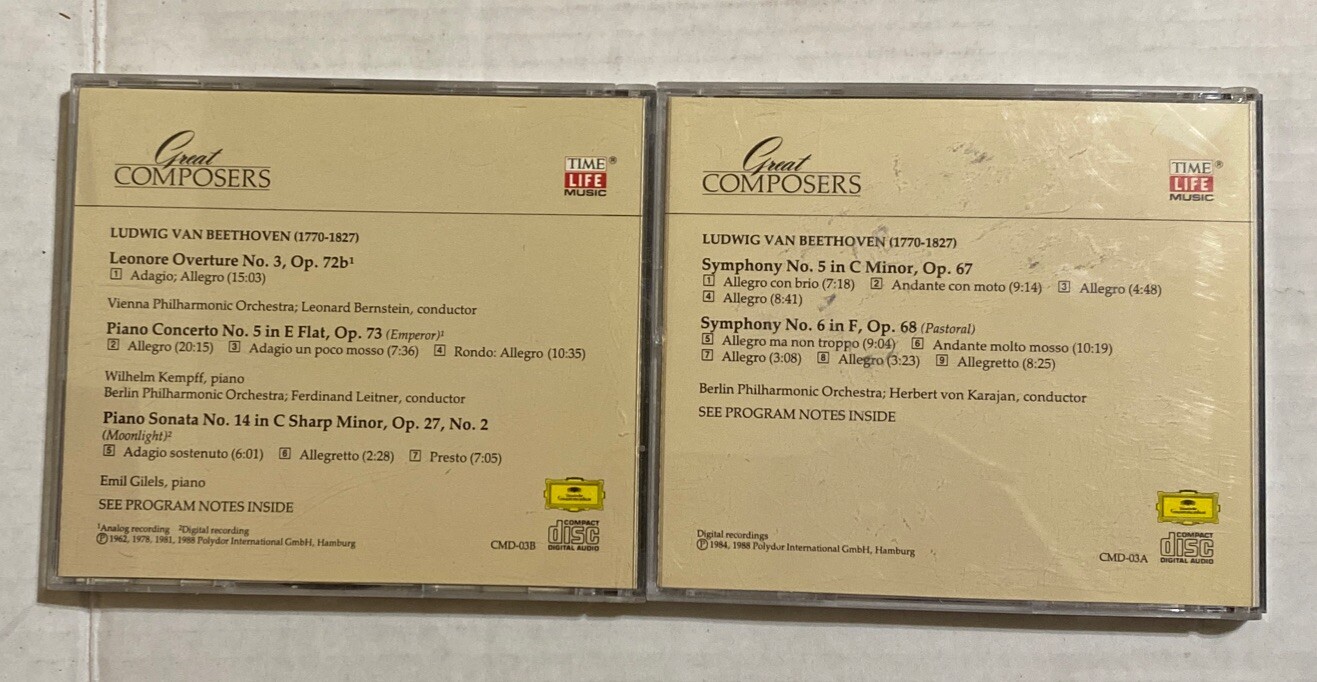 Great
COMPOSERS
TIME ®
LIFE
MUSIC
LUDWIG VAN BEETHOVEN (1770-1827)
Leonore Overture No. 3, Op. 72b¹
1 Adagio; Allegro (15:03)
Vienna Philharmonic Orchestra; Leonard Bernstein, conductor
Piano Concerto No. 5 in E Flat, Op. 73 (Emperor)¹
2 Allegro (20:15) 3 Adagio un poco mosso (7:36) 4 Rondo: Allegro (10:35)
Wilhelm Kempff, piano
Berlin Philharmonic Orchestra; Ferdinand Leitner, conductor
Piano Sonata No. 14 in C Sharp Minor, Op. 27, No. 2
(Moonlight)²
5 Adagio sostenuto (6:01) 6 Allegretto (2:28) 7 Presto (7:05)
Emil Gilels, piano
SEE PROGRAM NOTES INSIDE
¹Analog recording ²Digital recording
Ⓟ1962, 1978, 1981, 1988 Polydor International GmbH, Hamburg
CMD-03B
Deutsche
Grammophon
COMPACT
disc
DIGITAL AUDIO
Great
COMPOSERS
TIME ®
LIFE
MUSIC
LUDWIG VAN BEETHOVEN (1770-1827)
Symphony No. 5 in C Minor, Op. 67
1 Allegro con brio (7:18) 2 Andante con moto (9:14) 3 Allegro (4:48)
4 Allegro (8:41)
Symphony No. 6 in F, Op. 68 (Pastoral)
5 Allegro ma non troppo (9:04) 6 Andante molto mosso (10:19)
7 Allegro (3:08) 8 Allegro (3:23) 9 Allegretto (8:25)
Berlin Philharmonic Orchestra; Herbert von Karajan, conductor
SEE PROGRAM NOTES INSIDE
Digital recordings
Ⓟ1984, 1988 Polydor International GmbH, Hamburg
CMD-03A
Deutsche
Grammophon
COMPACT
disc
DIGITAL AUDIO